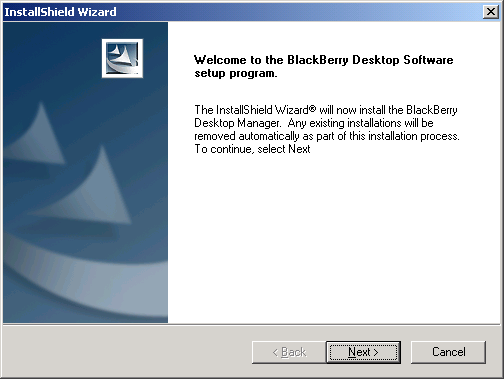 InstallShield Wizard
Welcome to the BlackBerry Desktop Software
setup program.
The InstallShield Wizard® will now install the BlackBerry
Desktop Manager.  Any existing installations will be
removed automatically as part of this installation process.
To continue, select Next
< Back
Next >
Cancel